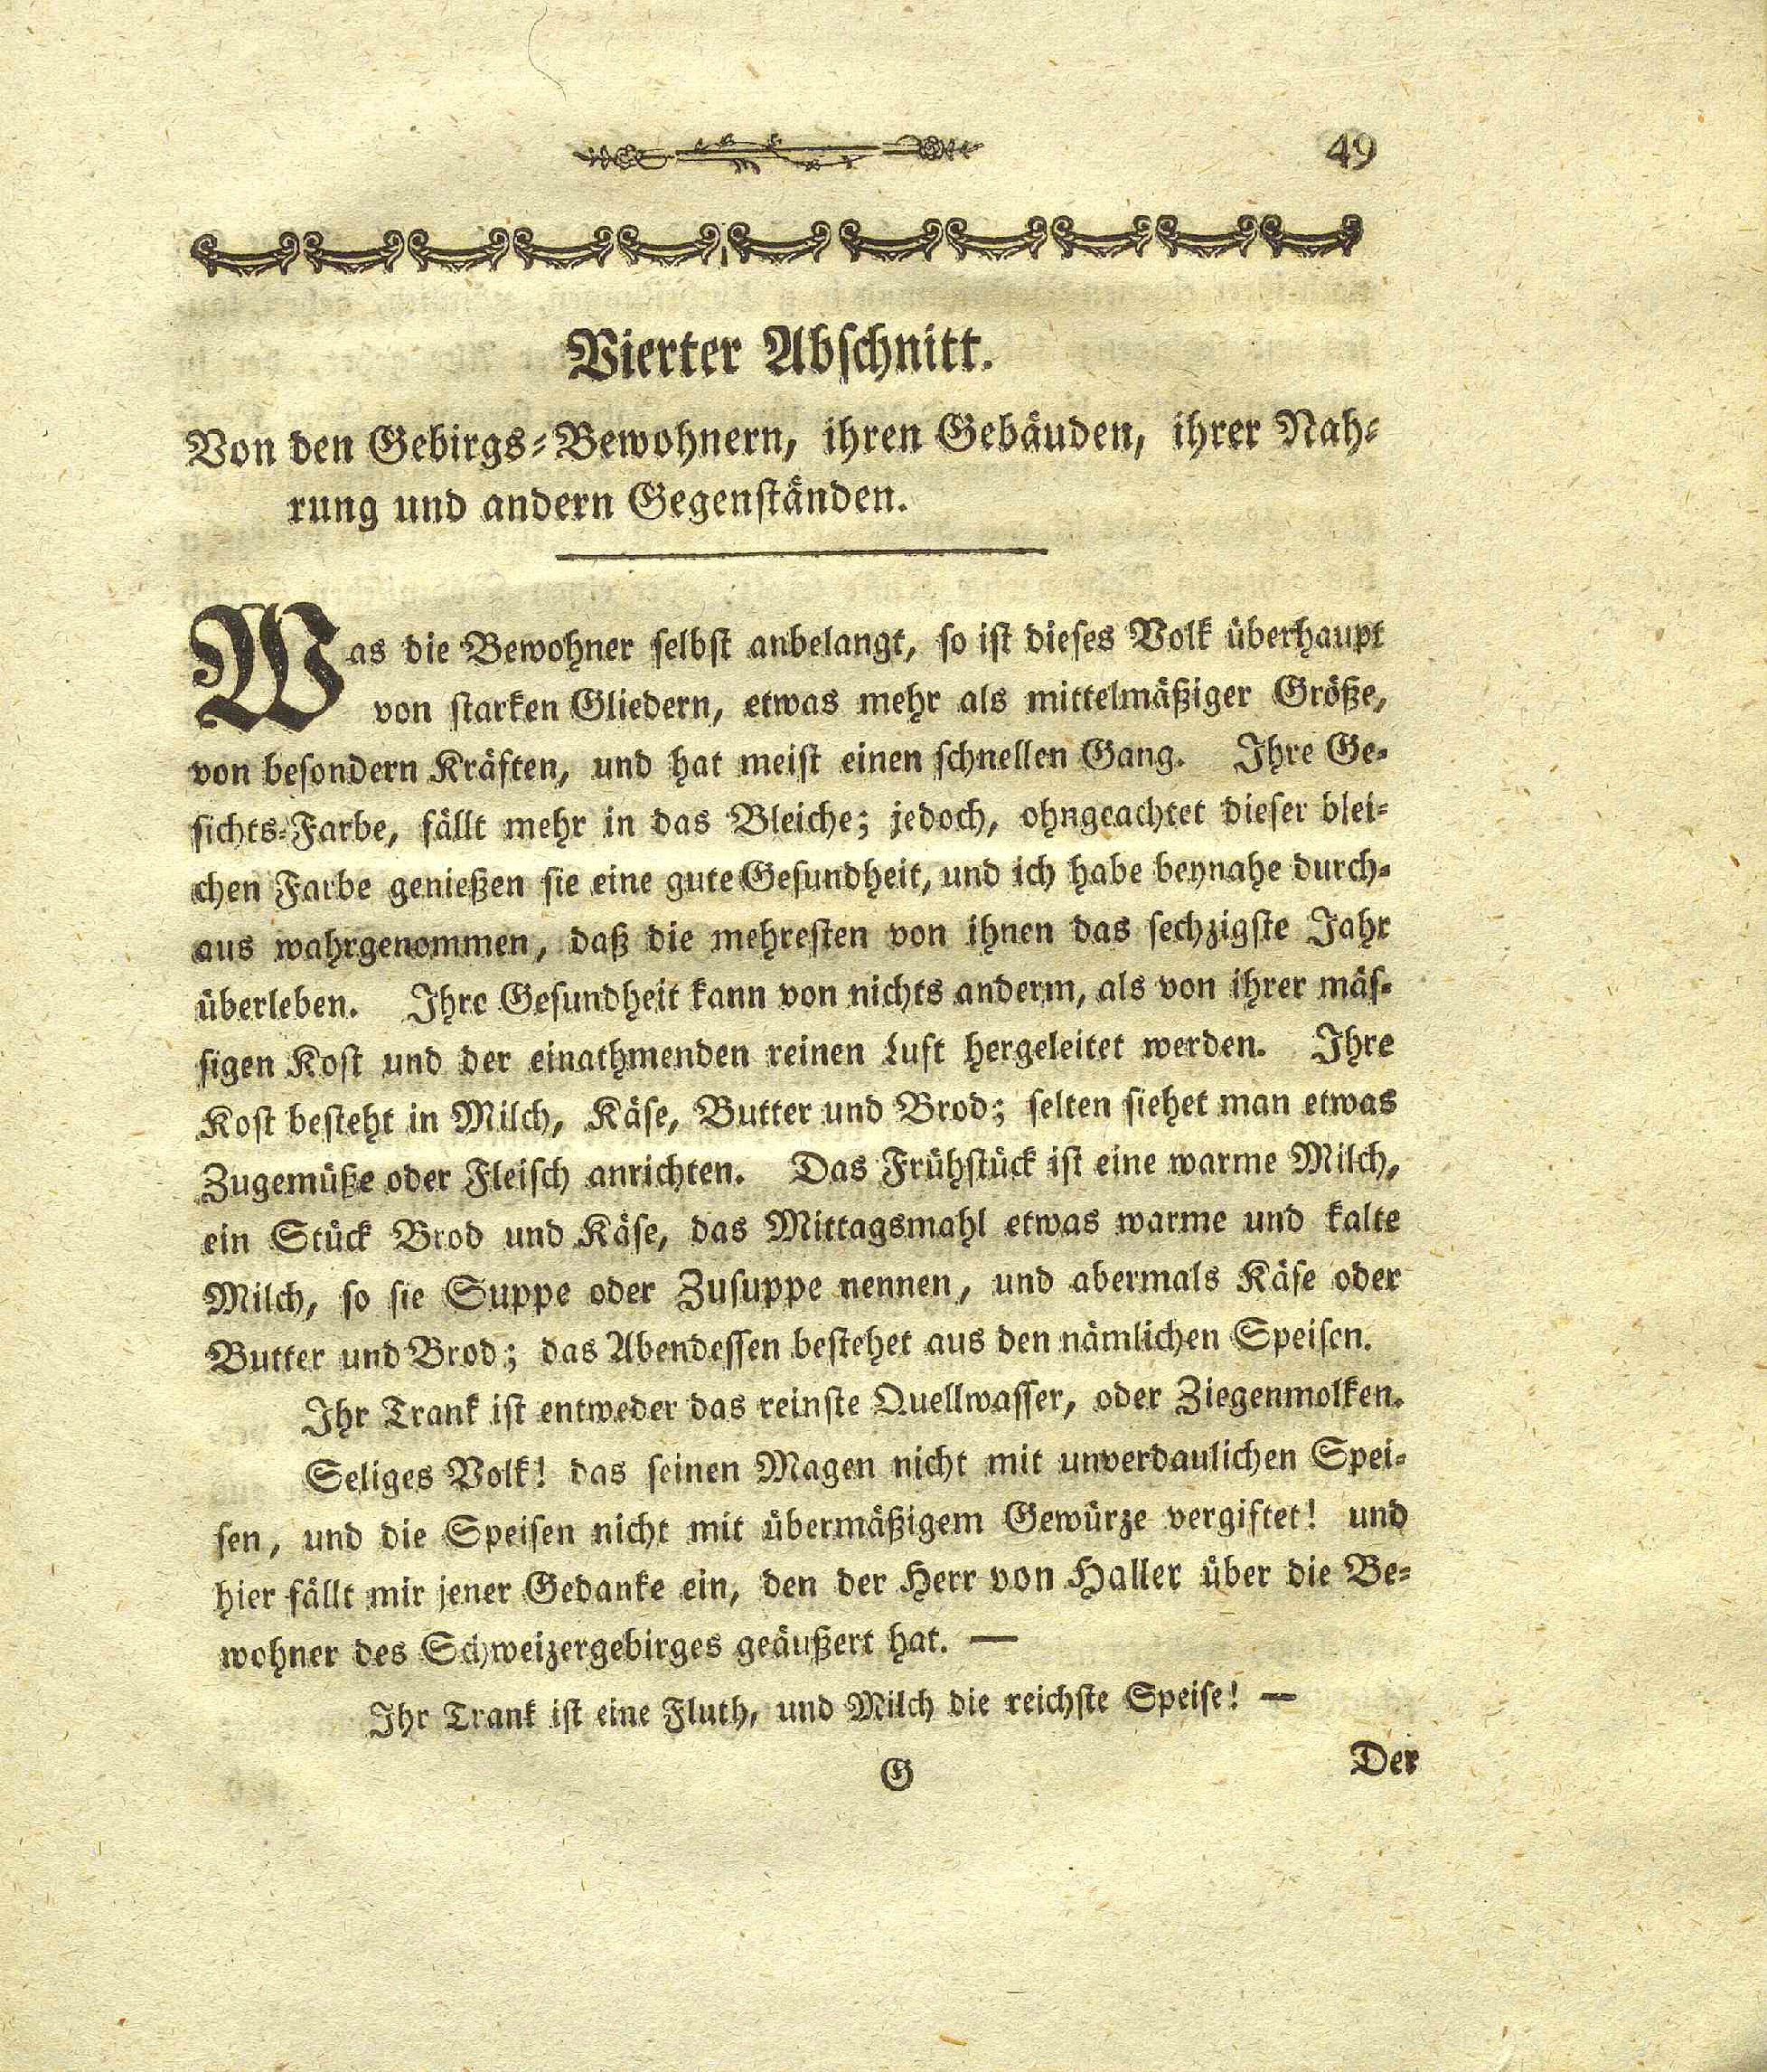 49
Vierter Abschnitt.
Von den Gebirgs-Bewohnern, ihren Gebäuden, ihrer Nah-
rung und andern Gegenständen.
Was die Bewohner selbst anbelangt, so ist dieses Volk überhaupt
von starken Gliedern, etwas mehr als mittelmäßiger Größe,
von besondern Kräften, und hat meist einen schnellen Gang. Ihre Ge-
sichts-Farbe, fällt mehr in das Bleiche; jedoch, ohngeachtet dieser blei-
chen Farbe genießen sie eine gute Gesundheit, und ich habe beynahe durch-
aus wahrgenommen, daß die mehresten von ihnen das sechzigste Jahr
überleben. Ihre Gesundheit kann von nichts anderm, als von ihrer mäs-
sigen Kost und der einathmenden reinen Luft hergeleitet werden. Ihre
Kost besteht in Milch, Käse, Butter und Brod; selten siehet man etwas
Zugemüße oder Fleisch anrichten. Das Frühstück ist eine warme Milch,
ein Stück Brod und Käse, das Mittagsmahl etwas warme und kalte
Milch, so sie Suppe oder Zusuppe nennen, und abermals Käse oder
Butter und Brod; das Abendessen bestehet aus den nämlichen Speisen.
Ihr Trank ist entweder das reinste Quellwasser, oder Ziegenmolken.
Seliges Volk! das seinen Magen nicht mit unverdaulichen Spei-
sen, und die Speisen nicht mit übermäßigem Gewürze vergiftet! und
hier fällt mir jener Gedanke ein, den der Herr von Haller über die Be-
wohner des Schweizergebirges geäußert hat. —
Ihr Trank ist eine Fluth, und Milch die reichste Speise! —
G
Der